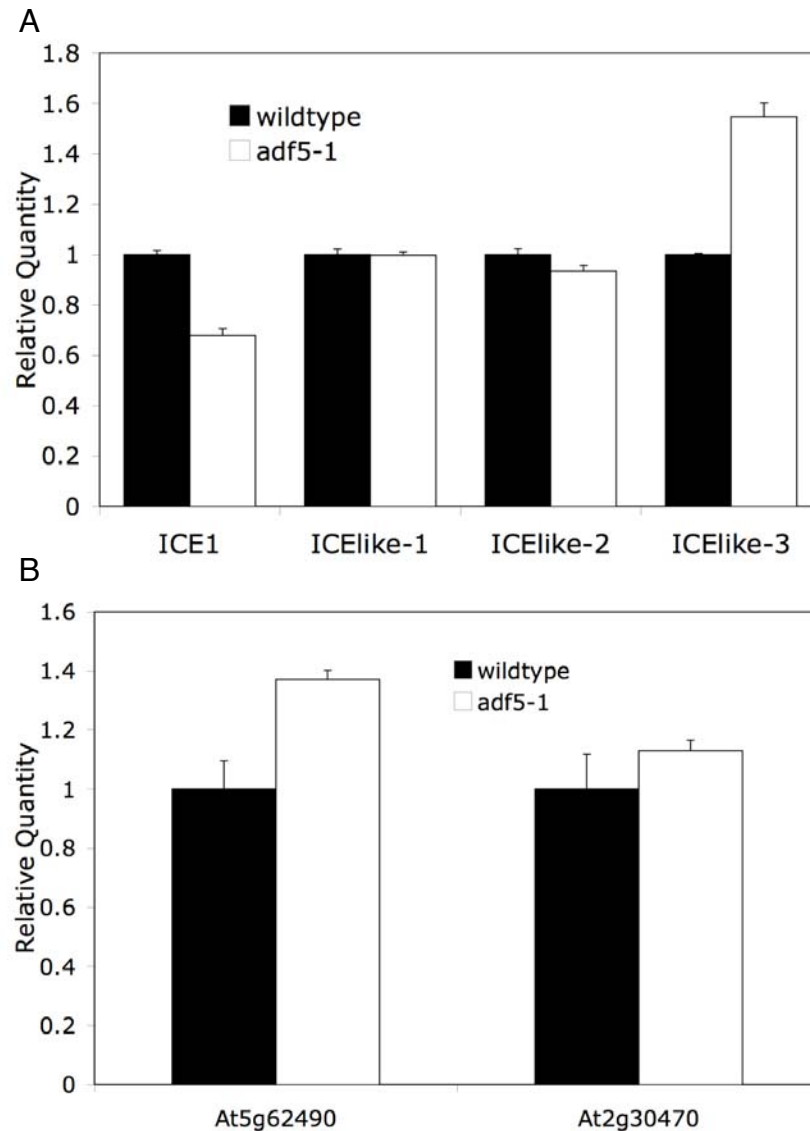 A
1.8
1.6
1.4
1.2
1
0.8
0.6
0.4
0.2
0
Relative Quantity
wildtype
adf5-1
ICE1 ICElike-1 ICElike-2 ICElike-3
B
1.6
1.4
1.2
1
0.8
0.6
0.4
0.2
0
Relative Quantity
wildtype
adf5-1
At5g62490 At2g30470